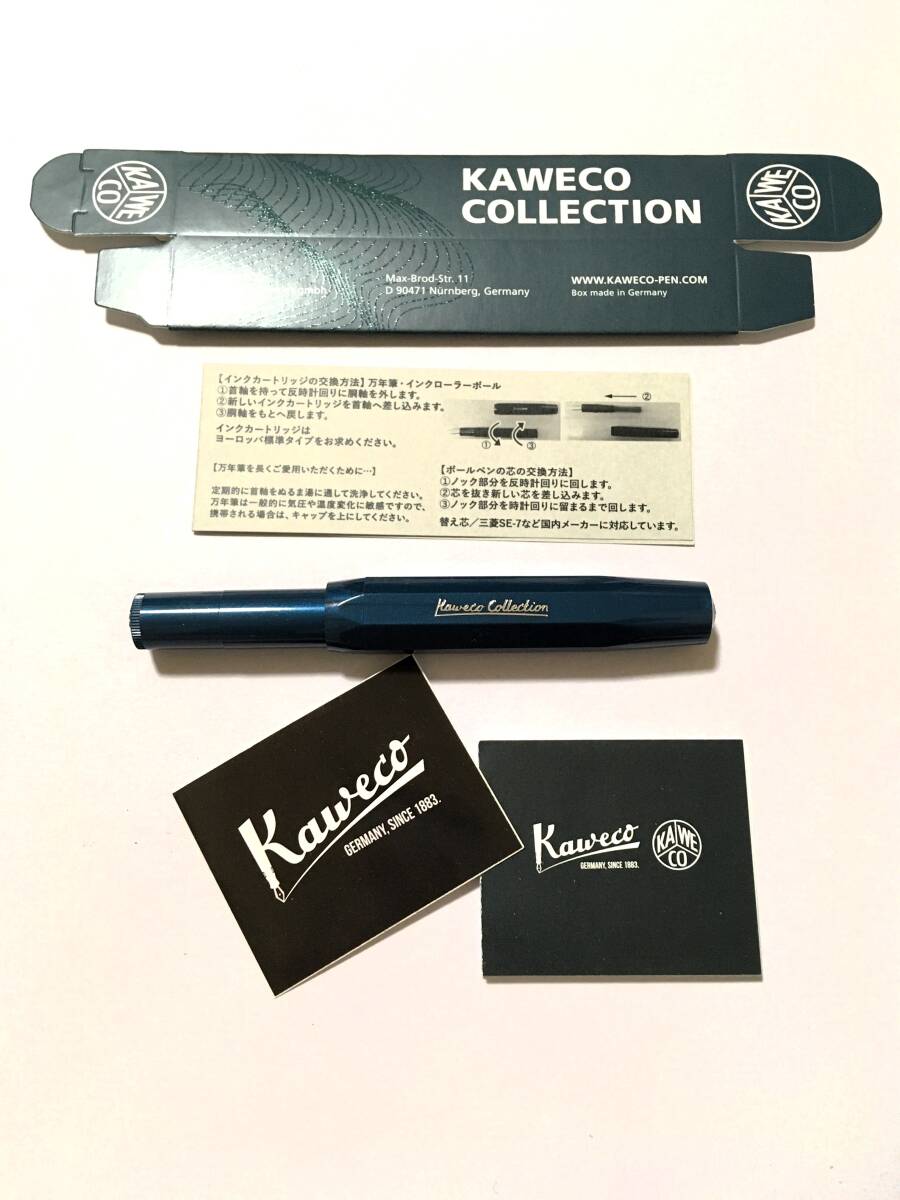 KAWECO
COLLECTION
KAWE
CO
KAWE
CO
gmbh
Max-Brod-Str. 11
D 90471 Nürnberg, Germany
WWW.KAWECO-PEN.COM
Box made in Germany
【インクカートリッジの交換方法】万年筆・インクローラーボール
①首軸を持って反時計回りに胴軸を外します。
②新しいインクカートリッジを首軸へ差し込みます。
③胴軸をもとへ戻します。
インクカートリッジは
ヨーロッパ標準タイプをお求めください。
①
③
②
【万年筆を長くご愛用いただくために…】
定期的に首軸をぬるま湯に通して洗浄してください。
万年筆は一般的に気圧や温度変化に敏感ですので、
携帯される場合は、キャップを上にしてください。
【ボールペンの芯の交換方法】
①ノック部分を反時計回りに回します。
②芯を抜き新しい芯を差し込みます。
③ノック部分を時計回りに留まるまで回します。
替え芯／三菱SE-7など国内メーカーに対応しています。
Kaweco Collection
Kaweco
GERMANY, SINCE 1883.
Kaweco
GERMANY, SINCE 1883.
KAWE
CO